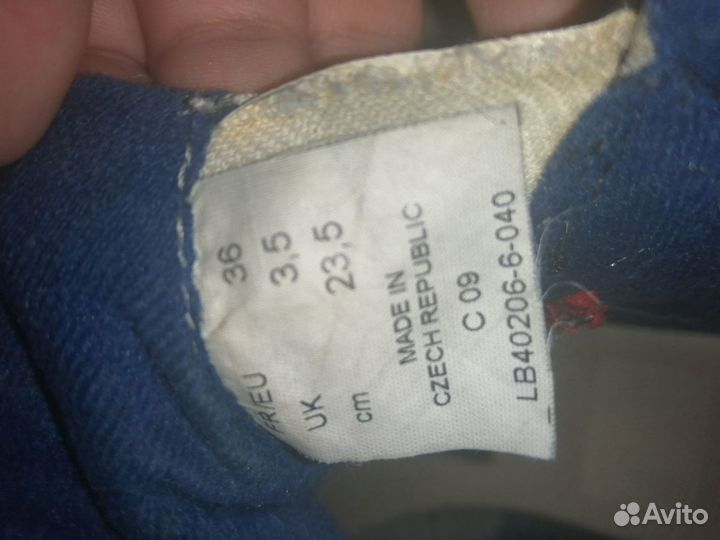 FR/EU 36
UK 3,5
cm 23,5
MADE IN
CZECH REPUBLIC
C 09
LB40206-6-040
Avito